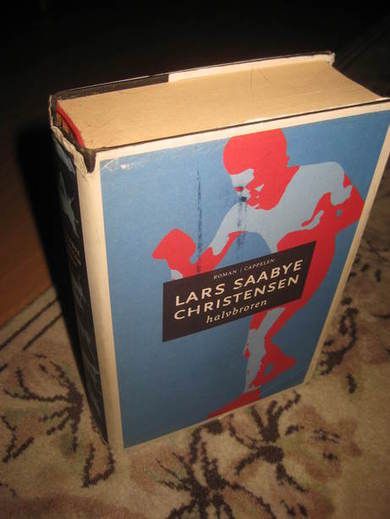 ROMAN / CAPPELEN
LARS SAABYE
CHRISTENSEN
halvbroren